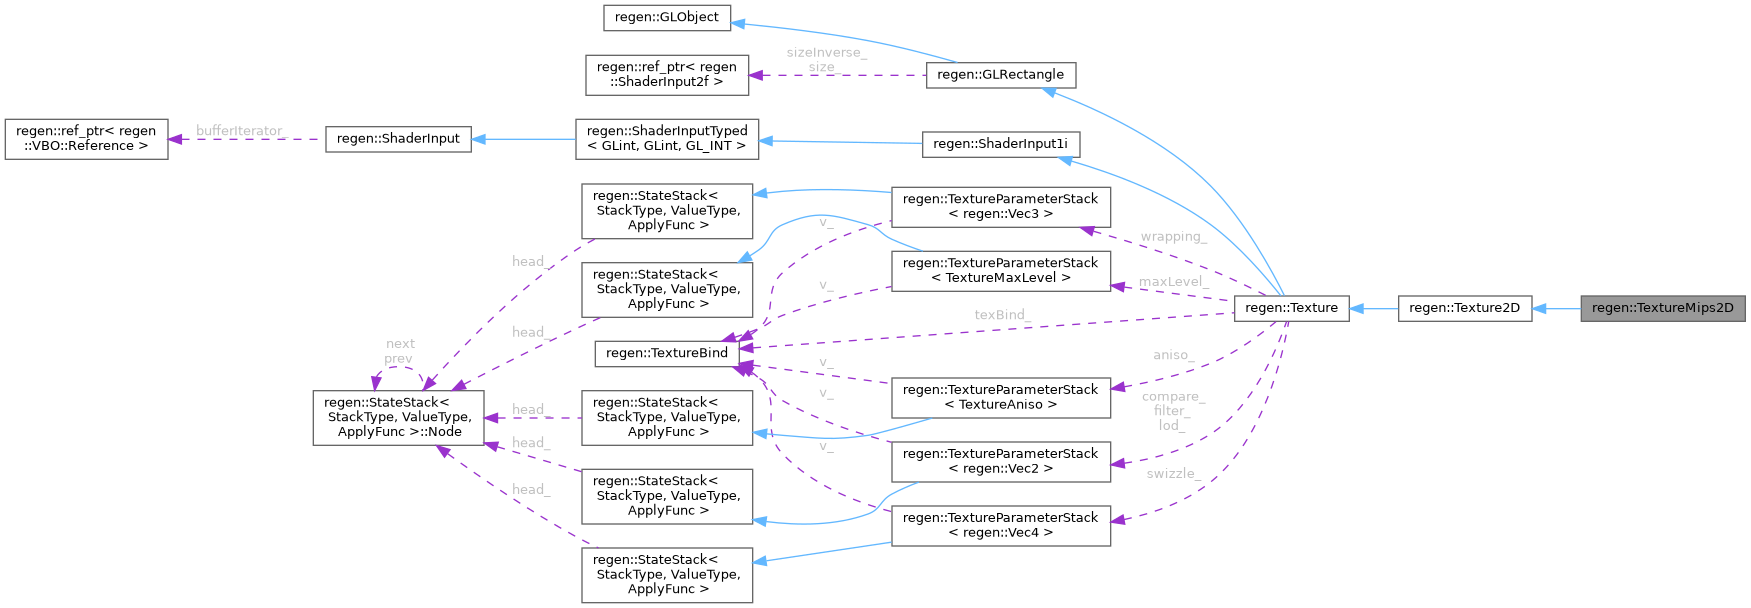 regen::GLObject
sizeInverse_
size_
regen::ref_ptr< regen
::ShaderInput2f >
regen::GLRectangle
regen::ref_ptr< regen
::VBO::Reference >
bufferIterator_
regen::ShaderInput
regen::ShaderInputTyped
< GLint, GLint, GL_INT >
regen::ShaderInput1i
regen::StateStack<
StackType, ValueType,
ApplyFunc >
regen::TextureParameterStack
< regen::Vec3 >
v_
wrapping_
head_
regen::StateStack<
StackType, ValueType,
ApplyFunc >
regen::TextureParameterStack
< TextureMaxLevel >
v_
maxLevel_
regen::Texture
regen::Texture2D
regen::TextureMips2D
texBind_
head_
next
prev
regen::TextureBind
v_
aniso_
regen::StateStack<
StackType, ValueType,
ApplyFunc >::Node
head_
regen::StateStack<
StackType, ValueType,
ApplyFunc >
v_
regen::TextureParameterStack
< TextureAniso >
compare_
filter_
lod_
head_
v_
regen::TextureParameterStack
< regen::Vec2 >
swizzle_
head_
regen::StateStack<
StackType, ValueType,
ApplyFunc >
regen::TextureParameterStack
< regen::Vec4 >
regen::StateStack<
StackType, ValueType,
ApplyFunc >